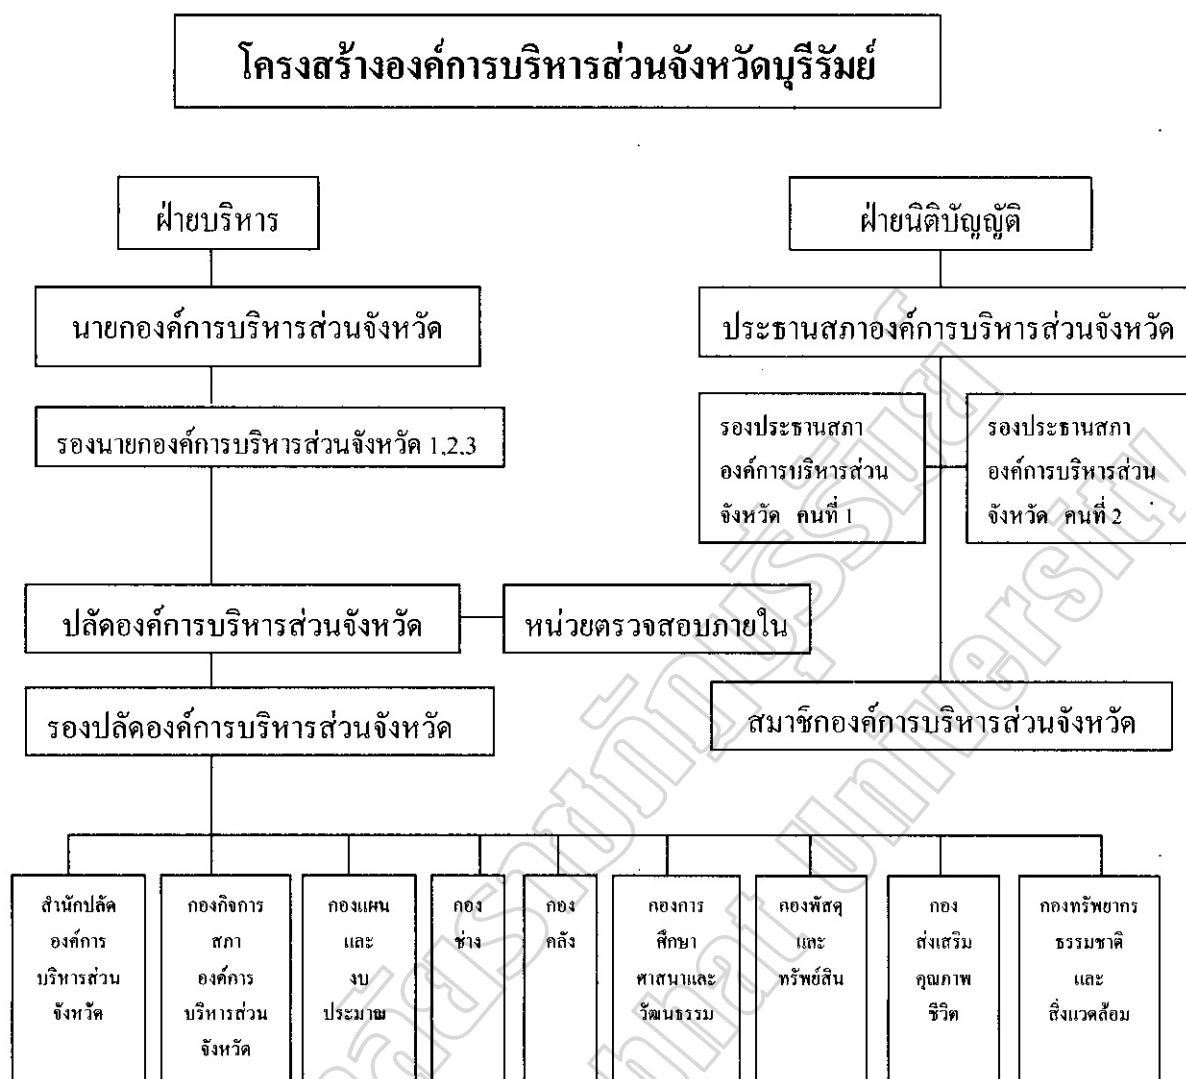 โครงสร้างองค์การบริหารส่วนจังหวัดบุรีรัมย์
ฝ่ายบริหาร
ฝ่ายนิติบัญญัติ
นายกองค์การบริหารส่วนจังหวัด
ประธานสภาองค์การบริหารส่วนจังหวัด
รองนายกองค์การบริหารส่วนจังหวัด 1,2,3
รองประธานสภา
องค์การบริหารส่วน
จังหวัด คนที่ 1
รองประธานสภา
องค์การบริหารส่วน
จังหวัด คนที่ 2
ปลัดองค์การบริหารส่วนจังหวัด
หน่วยตรวจสอบภายใน
รองปลัดองค์การบริหารส่วนจังหวัด
สมาชิกองค์การบริหารส่วนจังหวัด
สำนักปลัด
องค์การ
บริหารส่วน
จังหวัด
กองกิจการ
สภา
องค์การ
บริหารส่วน
จังหวัด
กองแผน
และ
งบ
ประมาณ
กอง
ช่าง
กอง
คลัง
กองการ
ศึกษา
ศาสนาและ
วัฒนธรรม
กองพัสดุ
และ
ทรัพย์สิน
กอง
ส่งเสริม
คุณภาพ
ชีวิต
กองทรัพยากร
ธรรมชาติ
และ
สิ่งแวดล้อม
University